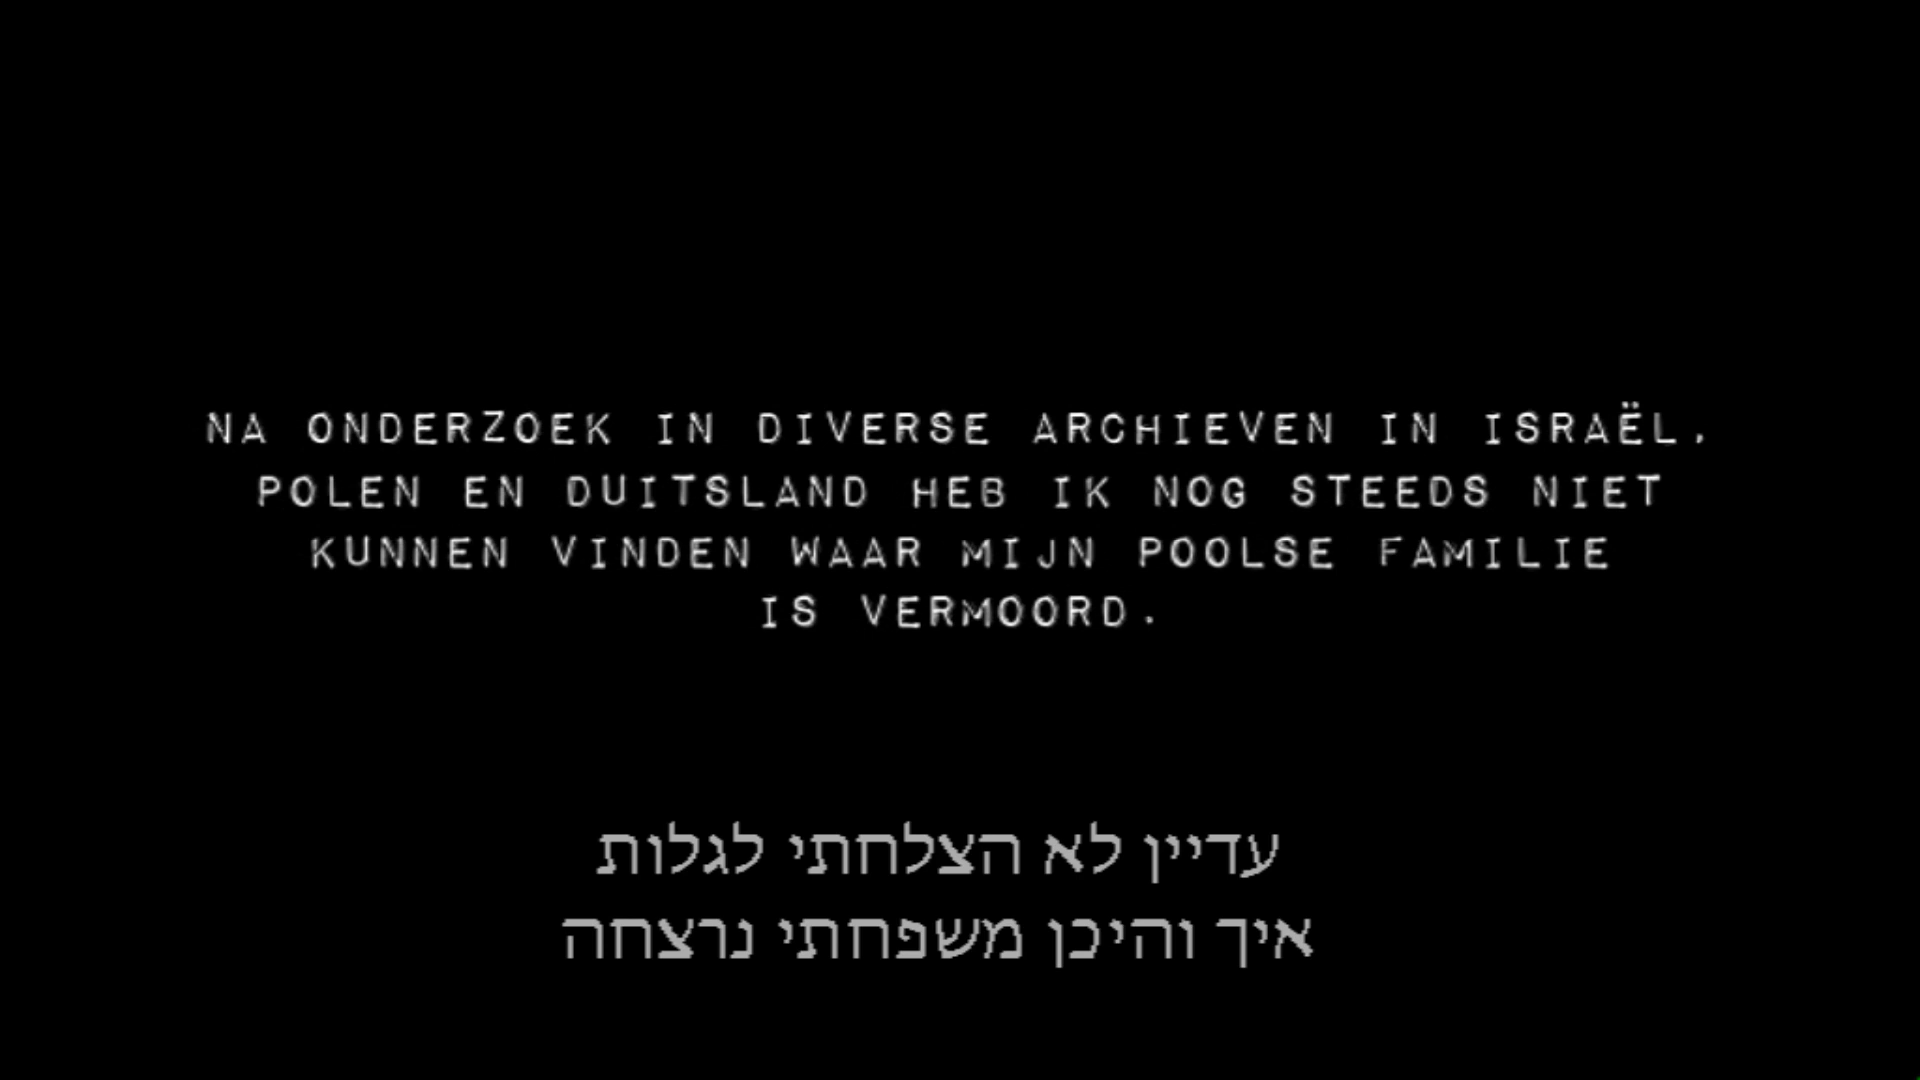 NA ONDERZOEK IN DIVERSE ARCHIEVEN IN ISRAËL,
POLEN EN DUITSLAND HEB IK NOG STEEDS NIET
KUNNEN VINDEN WAAR MIJN POOLSE FAMILIE
IS VERMOORD.
עדיין לא הצלחתי לגלות
איך והיכן משפחתי נרצחה